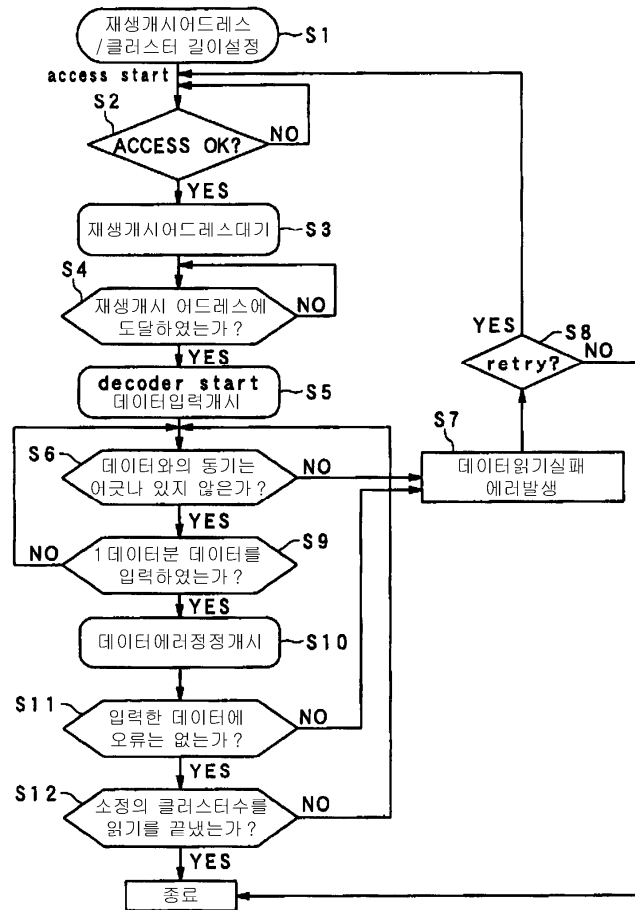 재생개시어드레스
/클러스터 길이설정
S1
access start
S2
ACCESS OK?
NO
YES
재생개시어드레스대기
S3
S4
재생개시 어드레스에
도달하였는가?
NO
YES
decoder start
데이터입력개시
S5
S6
데이터와의 동기는
어긋나 있지 않은가?
NO
YES
S7
데이터읽기실패
에러발생
YES
S8
retry?
NO
NO
1데이터분 데이터를
입력하였는가?
S9
YES
데이터에러정정개시
S10
S11
입력한 데이터에
오류는 없는가?
NO
YES
S12
소정의 클러스터수를
읽기를 끝냈는가?
NO
YES
종료